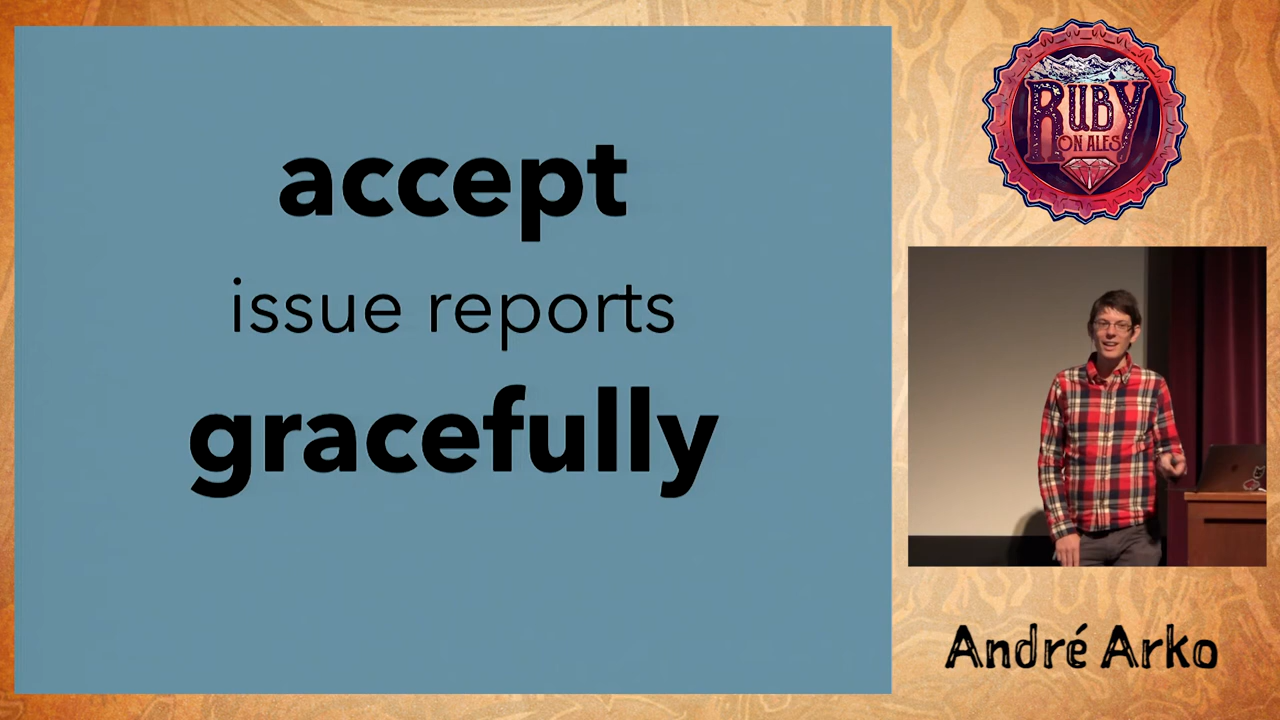 accept
issue reports
gracefully
RUBY
ON ALES
André Arko